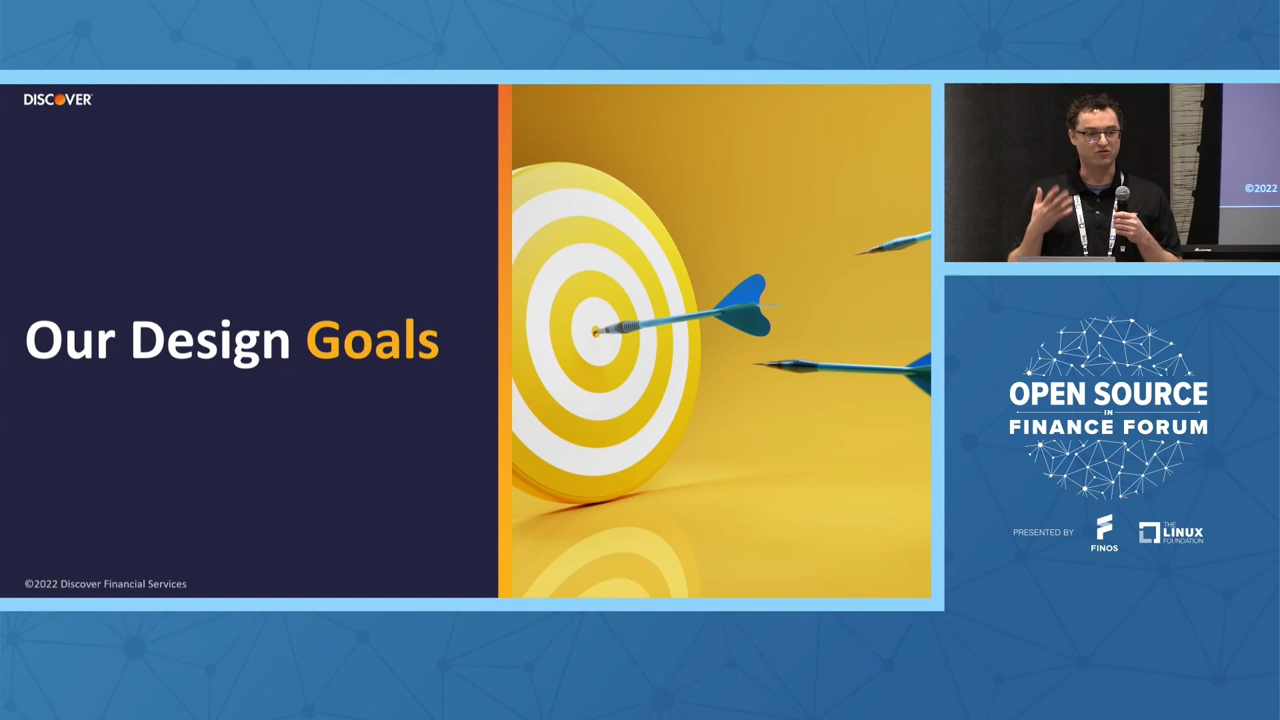 DISCOVER
Our Design Goals
©2022 Discover Financial Services
©2022
OPEN SOURCE
IN
FINANCE FORUM
PRESENTED BY
FINOS
THE
LINUX
FOUNDATION